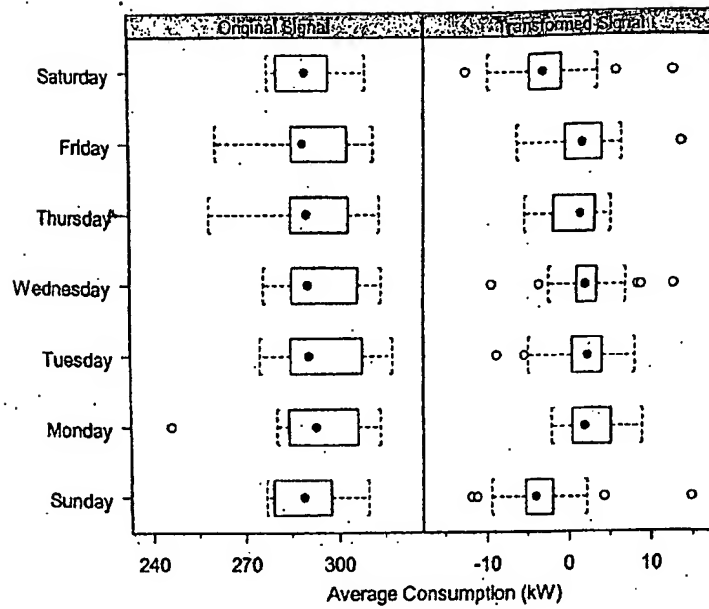 Original Signal
Transformed Signal
Saturday
Friday
Thursday
Wednesday
Tuesday
Monday
Sunday
240
270
300
-10
0
10
Average Consumption (kW)